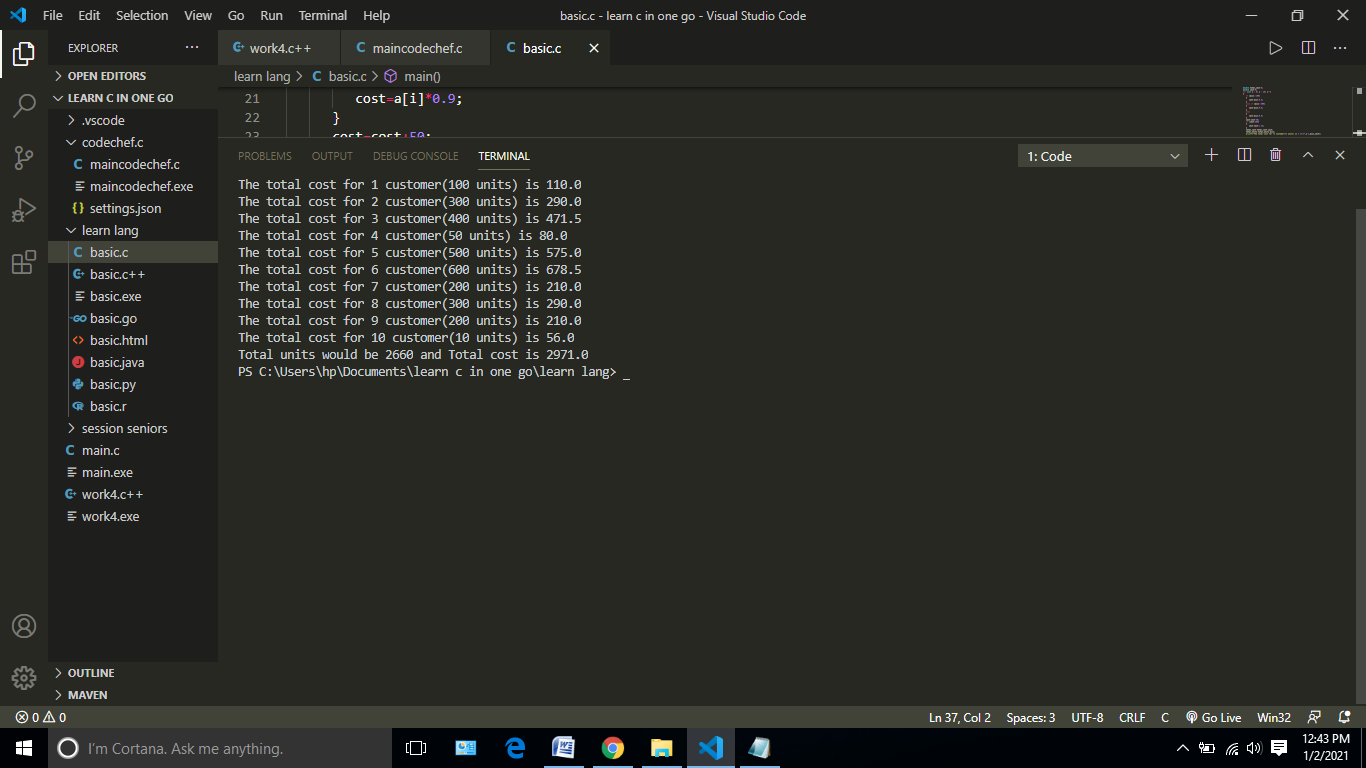 File Edit Selection View Go Run Terminal Help
basic.c - learn c in one go - Visual Studio Code
EXPLORER
work4.c++
maincodechef.c
basic.c
OPEN EDITORS
LEARN C IN ONE GO
.vscode
codechef.c
maincodechef.c
maincodechef.exe
settings.json
learn lang
basic.c
basic.c++
basic.exe
basic.go
basic.html
basic.java
basic.py
basic.r
session seniors
main.c
main.exe
work4.c++
work4.exe
OUTLINE
MAVEN
learn lang > basic.c > main()
21 cost=a[i]*0.9;
22 }
23 cost=cost+50;
PROBLEMS OUTPUT DEBUG CONSOLE TERMINAL
1: Code
The total cost for 1 customer(100 units) is 110.0
The total cost for 2 customer(300 units) is 290.0
The total cost for 3 customer(400 units) is 471.5
The total cost for 4 customer(50 units) is 80.0
The total cost for 5 customer(500 units) is 575.0
The total cost for 6 customer(600 units) is 678.5
The total cost for 7 customer(200 units) is 210.0
The total cost for 8 customer(300 units) is 290.0
The total cost for 9 customer(200 units) is 210.0
The total cost for 10 customer(10 units) is 56.0
Total units would be 2660 and Total cost is 2971.0
PS C:\Users\hp\Documents\learn c in one go\learn lang> _
0 0
Ln 37, Col 2 Spaces: 3 UTF-8 CRLF C Go Live Win32
I'm Cortana. Ask me anything.
12:43 PM
1/2/2021